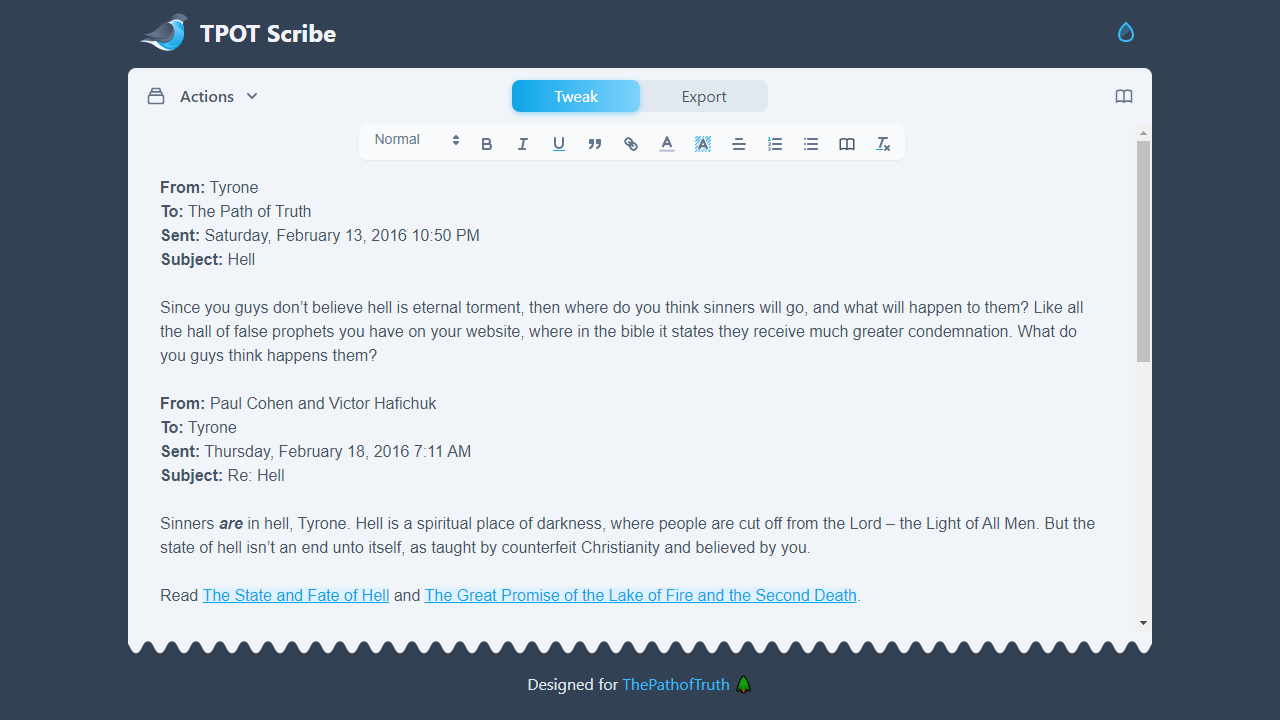 TPOT Scribe
Actions
Tweak
Export
Normal
From: Tyrone
To: The Path of Truth
Sent: Saturday, February 13, 2016 10:50 PM
Subject: Hell
Since you guys don’t believe hell is eternal torment, then where do you think sinners will go, and what will happen to them? Like all
the hall of false prophets you have on your website, where in the bible it states they receive much greater condemnation. What do
you guys think happens them?
From: Paul Cohen and Victor Hafichuk
To: Tyrone
Sent: Thursday, February 18, 2016 7:11 AM
Subject: Re: Hell
Sinners are in hell, Tyrone. Hell is a spiritual place of darkness, where people are cut off from the Lord – the Light of All Men. But the
state of hell isn’t an end unto itself, as taught by counterfeit Christianity and believed by you.
Read The State and Fate of Hell and The Great Promise of the Lake of Fire and the Second Death.
Designed for ThePathofTruth